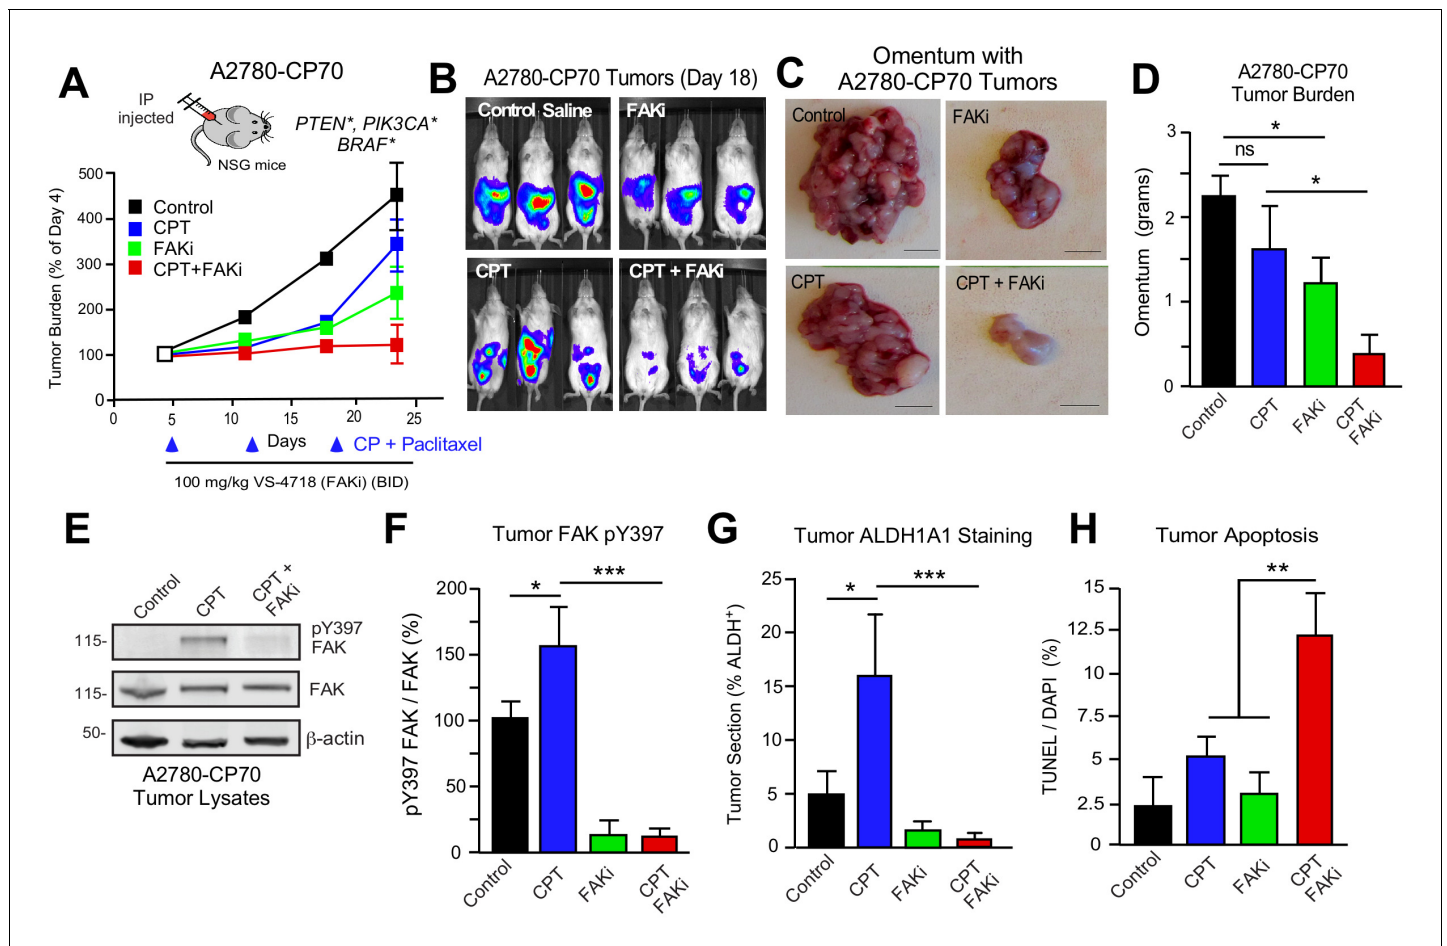 A
A2780-CP70
IP
injected
NSG mice
PTEN*, PIK3CA*
BRAF*
Tumor Burden (% of Day 4)
500
400
300
200
100
0
Control
CPT
FAKi
CPT+FAKi
0
5
10
15
20
25
Days
CP + Paclitaxel
100 mg/kg VS-4718 (FAKi) (BID)
B
A2780-CP70 Tumors (Day 18)
Control Saline
FAKi
CPT
CPT + FAKi
C
Omentum with
A2780-CP70 Tumors
Control
FAKi
CPT
CPT + FAKi
D
A2780-CP70
Tumor Burden
Omentum (grams)
3
2
1
0
*
ns
*
Control
CPT
FAKi
CPT
FAKi
E
Control
CPT
CPT +
FAKi
115-
pY397
FAK
115-
FAK
50-
β-actin
A2780-CP70
Tumor Lysates
F
Tumor FAK pY397
pY397 FAK / FAK (%)
200
150
100
50
0
*
***
Control
CPT
FAKi
CPT
FAKi
G
Tumor ALDH1A1 Staining
Tumor Section (% ALDH⁺)
25
20
15
10
5
0
*
***
Control
CPT
FAKi
CPT
FAKi
H
Tumor Apoptosis
TUNEL / DAPI (%)
15
12.5
10
7.5
5
2.5
0
**
Control
CPT
FAKi
CPT
FAKi